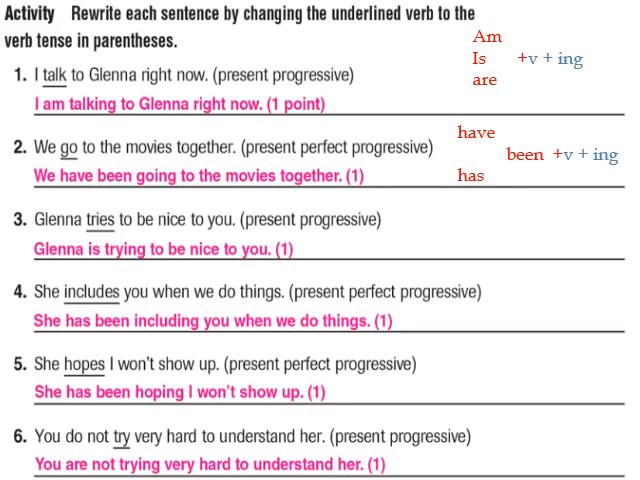 Activity Rewrite each sentence by changing the underlined verb to the
verb tense in parentheses.
Am
Is +v + ing
are
1. I talk to Glenna right now. (present progressive)
I am talking to Glenna right now. (1 point)
have
been +v + ing
has
2. We go to the movies together. (present perfect progressive)
We have been going to the movies together. (1)
3. Glenna tries to be nice to you. (present progressive)
Glenna is trying to be nice to you. (1)
4. She includes you when we do things. (present perfect progressive)
She has been including you when we do things. (1)
5. She hopes I won't show up. (present perfect progressive)
She has been hoping I won't show up. (1)
6. You do not try very hard to understand her. (present progressive)
You are not trying very hard to understand her. (1)